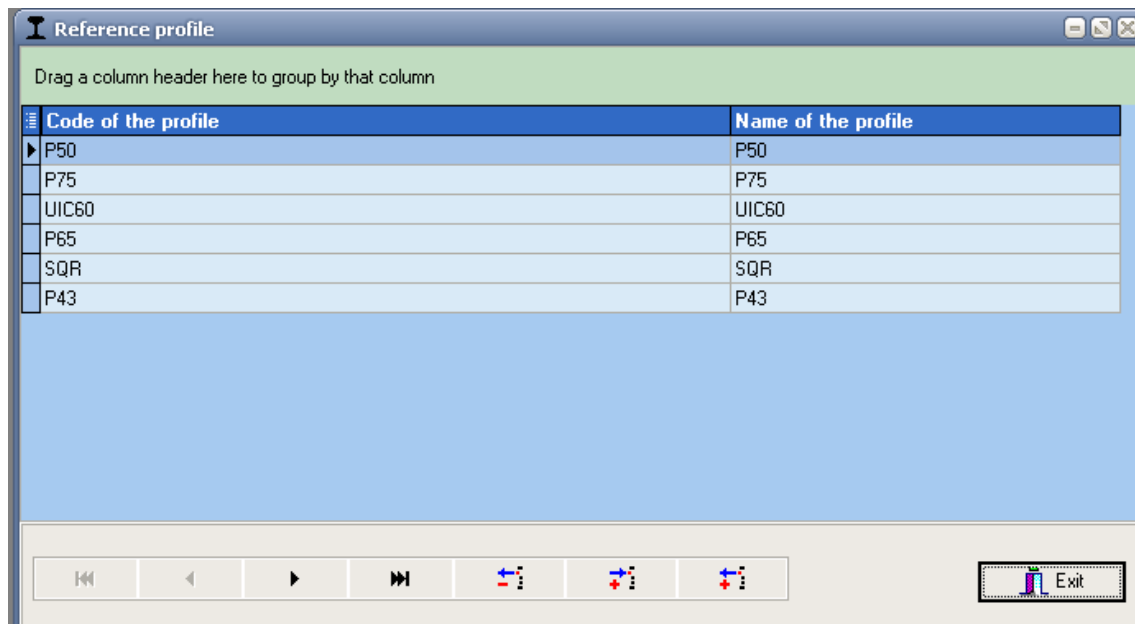 Reference profile
Drag a column header here to group by that column
Code of the profile Name of the profile
P50 P50
P75 P75
UIC60 UIC60
P65 P65
SQR SQR
P43 P43
Exit